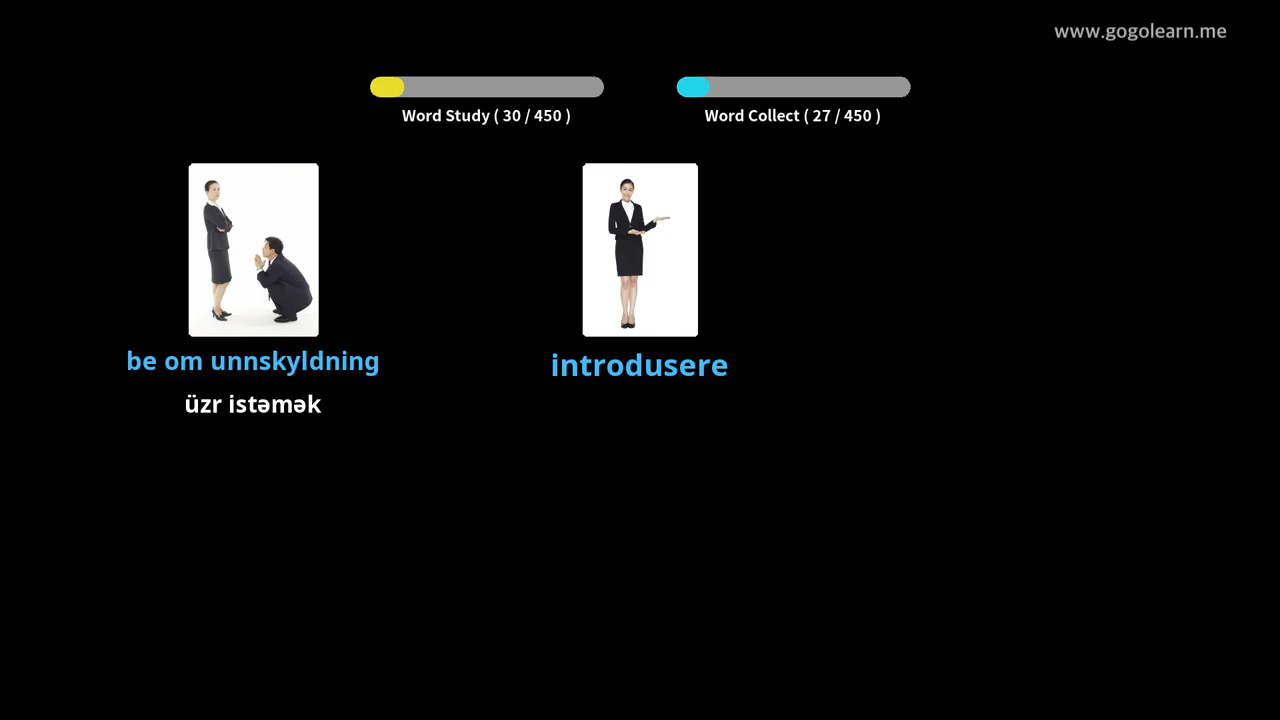 www.gogolearn.me
Word Study ( 30 / 450 )
Word Collect ( 27 / 450 )
be om unnskyldning
üzr istəmək
introdusere